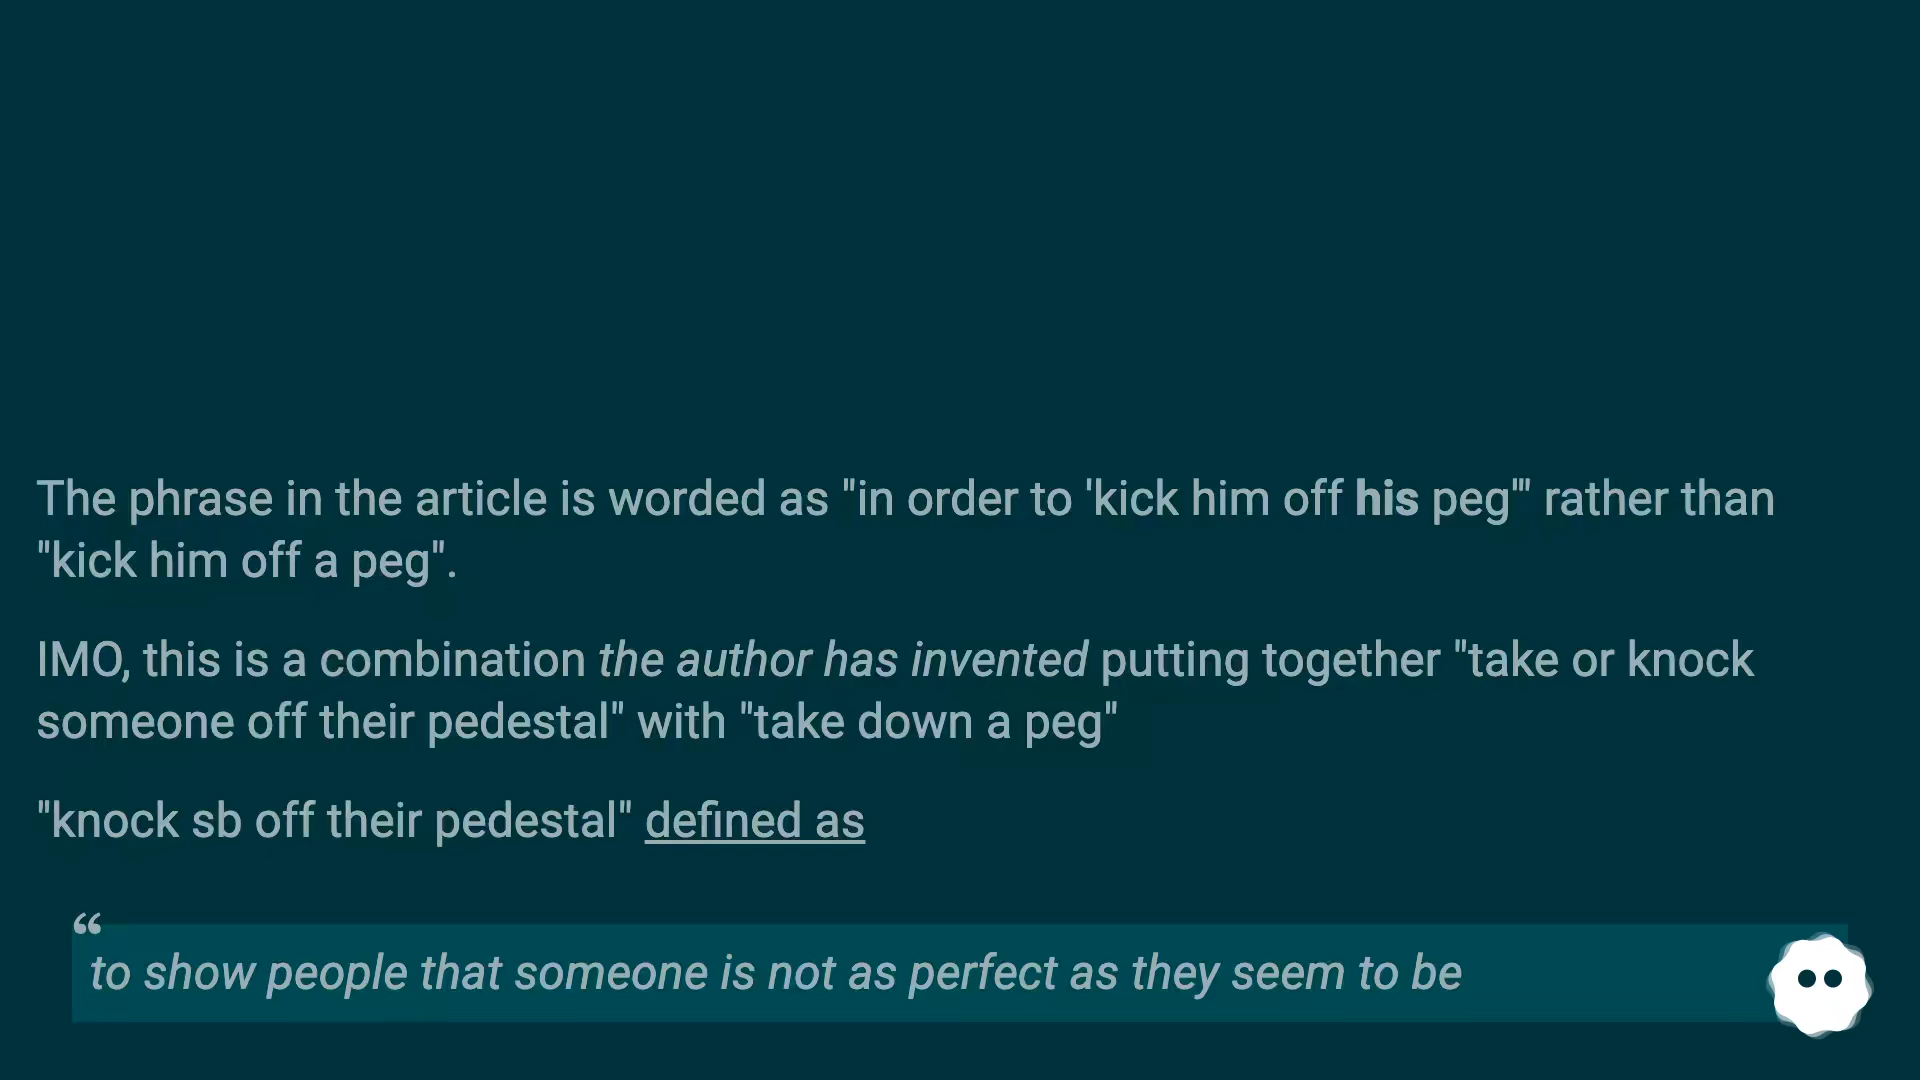 The phrase in the article is worded as "in order to 'kick him off his peg'" rather than
"kick him off a peg".
IMO, this is a combination the author has invented putting together "take or knock
someone off their pedestal" with "take down a peg"
"knock sb off their pedestal" defined as
“
to show people that someone is not as perfect as they seem to be